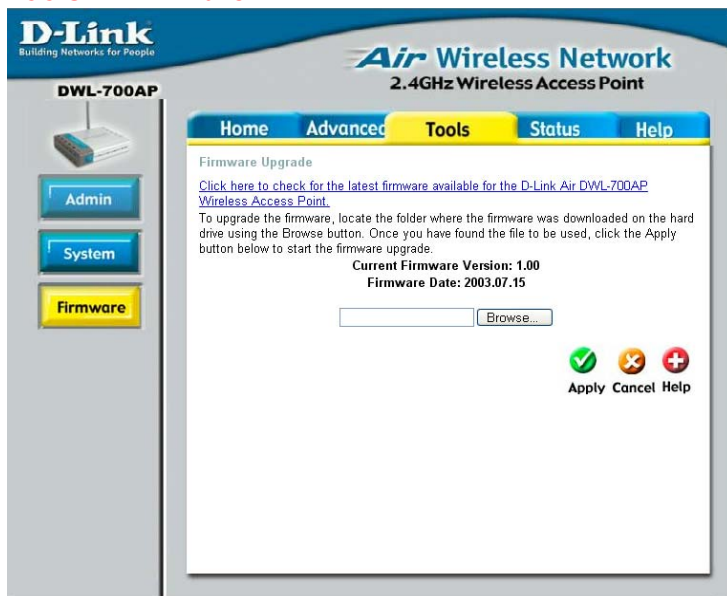 D-Link
Building Networks for People
Air Wireless Network
2.4GHz Wireless Access Point
DWL-700AP
Home Advanced Tools Status Help
Admin
System
Firmware
Firmware Upgrade
Click here to check for the latest firmware available for the D-Link Air DWL-700AP
Wireless Access Point.
To upgrade the firmware, locate the folder where the firmware was downloaded on the hard
drive using the Browse button. Once you have found the file to be used, click the Apply
button below to start the firmware upgrade.
Current Firmware Version: 1.00
Firmware Date: 2003.07.15
Browse...
Apply Cancel Help